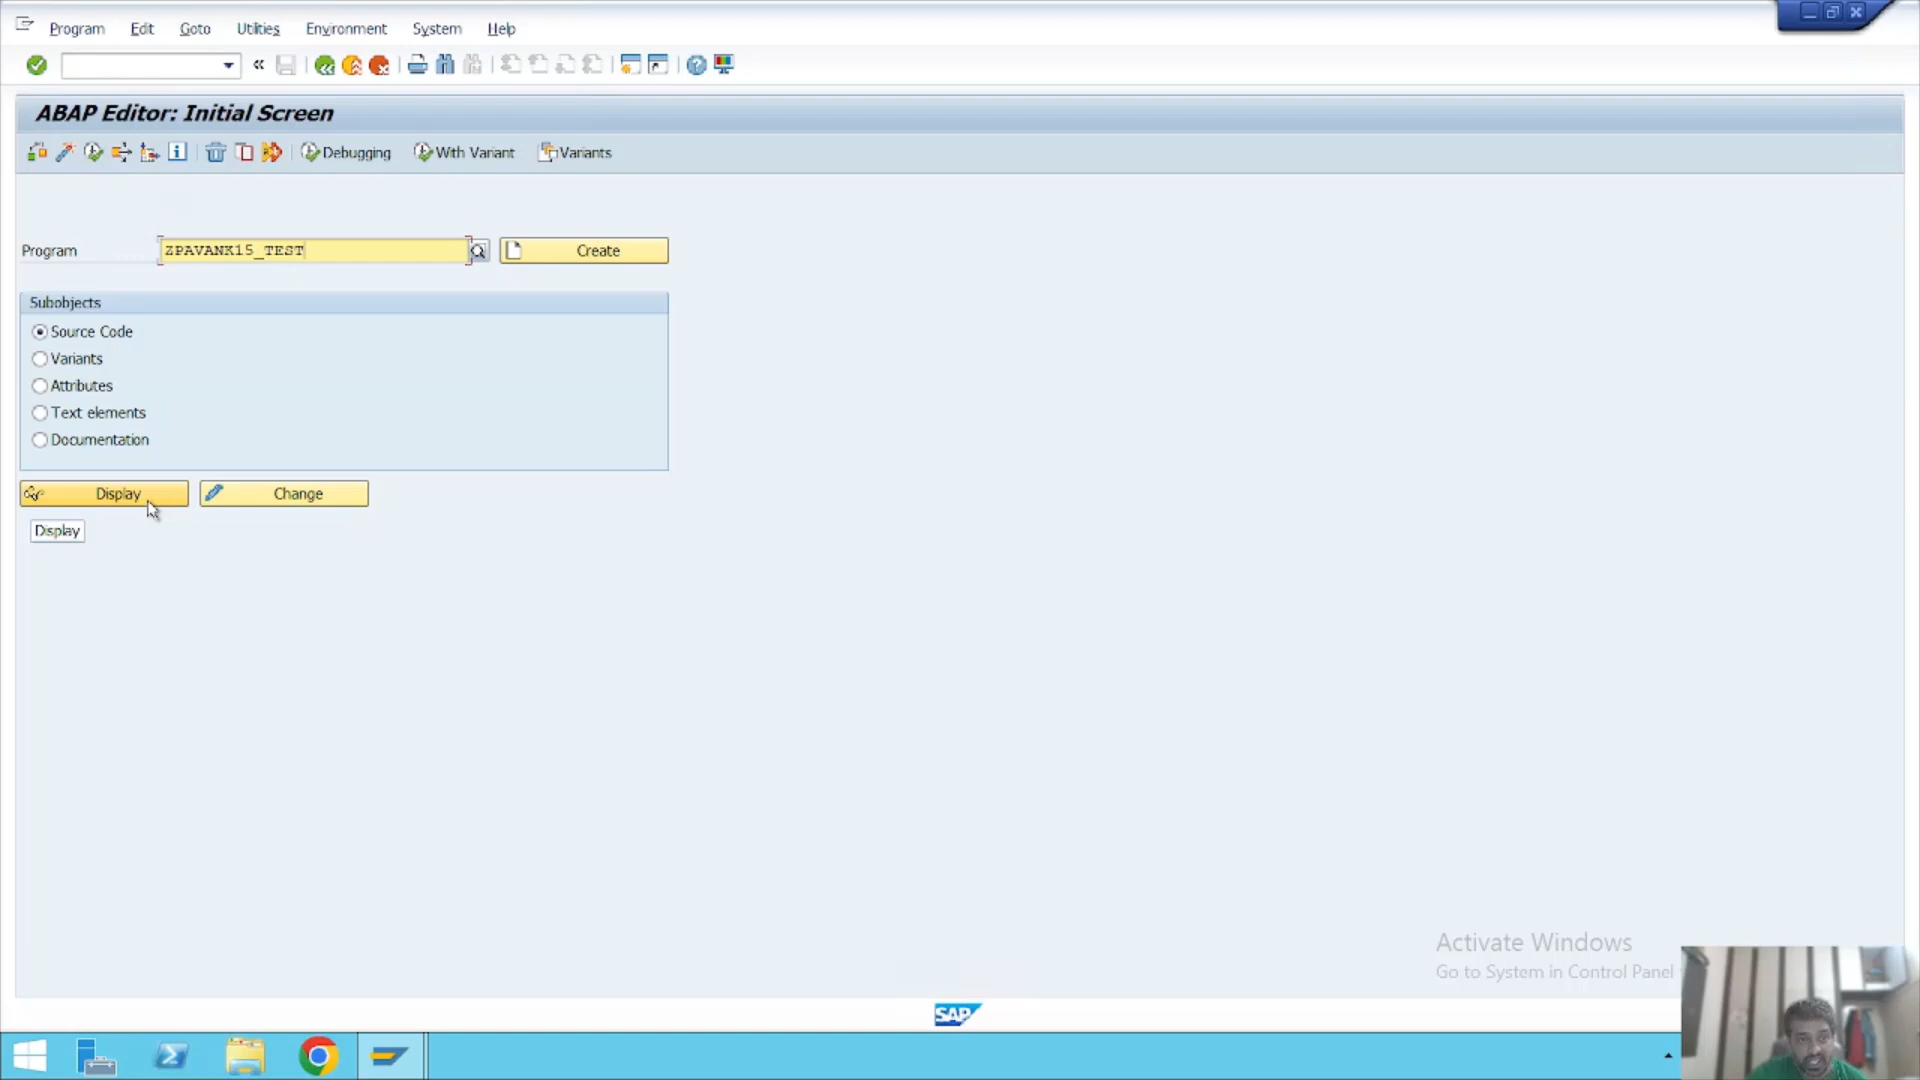 Program Edit Goto Utilities Environment System Help
ABAP Editor: Initial Screen
Debugging With Variant Variants
Program ZPAVANK15_TEST Create
Subobjects
Source Code
Variants
Attributes
Text elements
Documentation
Display Change
Display
Activate Windows
Go to System in Control Panel
SAP